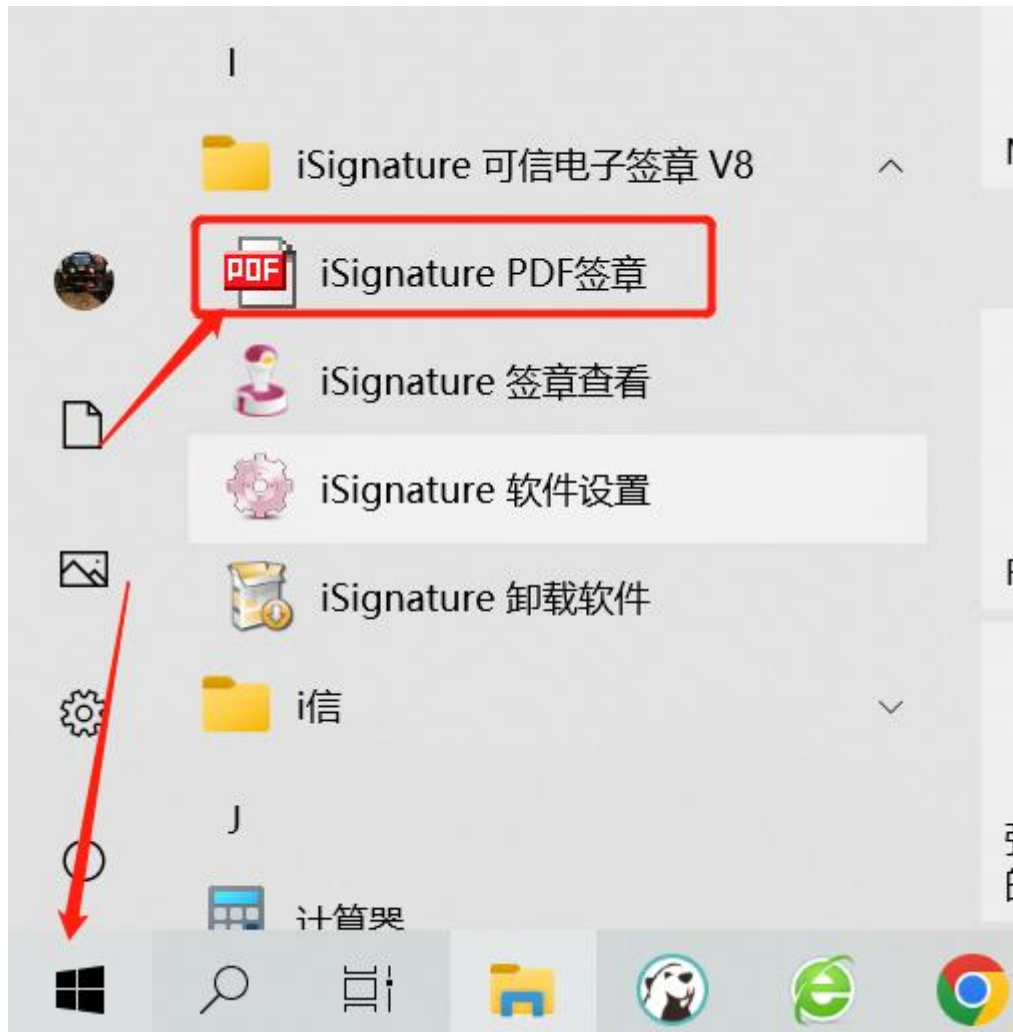 I
iSignature 可信电子签章 V8
PDF
iSignature PDF签章
iSignature 签章查看
iSignature 软件设置
iSignature 卸载软件
i信
J
计算器